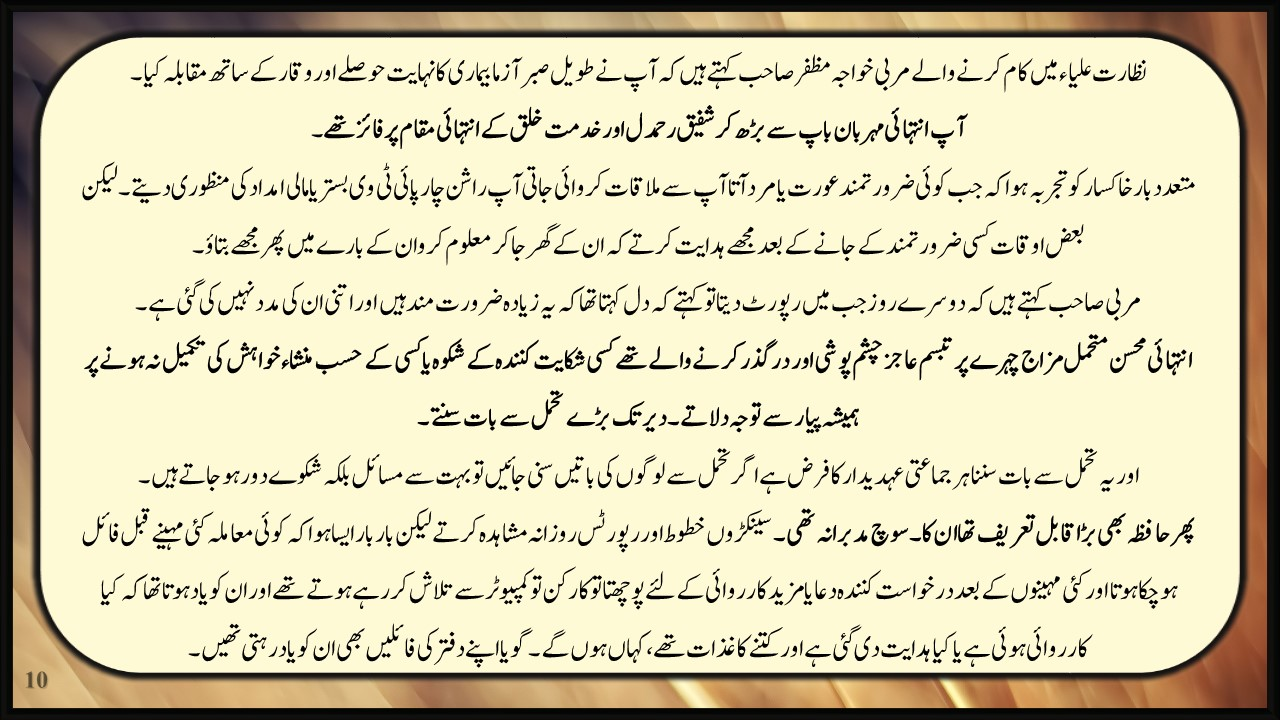 نظارت علیاء میں کام کرنے والے مربی خواجہ مظفر صاحب کہتے ہیں کہ آپ نے طویل صبر آزما بیماری کا نہایت حوصلے اور وقار کے ساتھ مقابلہ کیا۔
آپ انتہائی مہربان باپ سے بڑھ کر شفیق رحمدل اور خدمت خلق کے انتہائی مقام پر فائز تھے۔
متعدد بار خاکسار کو تجربہ ہوا کہ جب کوئی ضرورتمند عورت یا مرد آتا آپ سے ملاقات کروائی جاتی آپ راشن چارپائی ٹی وی بستر یا مالی امداد کی منظوری دیتے۔ لیکن
بعض اوقات کسی ضرورتمند کے جانے کے بعد مجھے ہدایت کرتے کہ ان کے گھر جاکر معلوم کرو ان کے بارے میں پھر مجھے بتاؤ۔
مربی صاحب کہتے ہیں کہ دوسرے روز جب میں رپورٹ دیتا تو کہتے کہ دل کہتا تھا کہ یہ زیادہ ضرورت مند ہیں اور اتنی ان کی مدد نہیں کی گئی ہے۔
انتہائی محسن متحمل مزاج چہرے پر تبسم عاجز چشم پوشی اور درگذر کرنے والے تھے کسی شکایت کنندہ کے شکوہ یا کسی کے حسب منشاء خواہش کی تکمیل نہ ہونے پر
ہمیشہ پیار سے توجہ دلاتے۔ دیر تک بڑے تحمل سے بات سنتے۔
اور یہ تحمل سے بات سننا ہر جماعتی عہدیدار کا فرض ہے اگر تحمل سے لوگوں کی باتیں سنی جائیں تو بہت سے مسائل بلکہ شکوے دور ہو جاتے ہیں۔
پھر حافظہ بھی بڑا قابل تعریف تھا ان کا۔ سوچ مدبرانہ تھی۔ سینکڑوں خطوط اور رپورٹس روزانہ مشاہدہ کرتے لیکن بار بار ایسا ہوا کہ کوئی معاملہ کئی مہینے قبل فائل
ہو چکا ہوتا اور کئی مہینوں کے بعد درخواست کنندہ دعا یا مزید کارروائی کے لئے پوچھتا تو کارکن تو کمپیوٹر سے تلاش کر رہے ہوتے تھے اور ان کو یاد ہوتا تھا کہ کیا
کارروائی ہوئی ہے یا کیا ہدایت دی گئی ہے اور کتنے کاغذات تھے، کہاں ہوں گے۔ گویا اپنے دفتر کی فائلیں بھی ان کو یاد رہتی تھیں۔
10